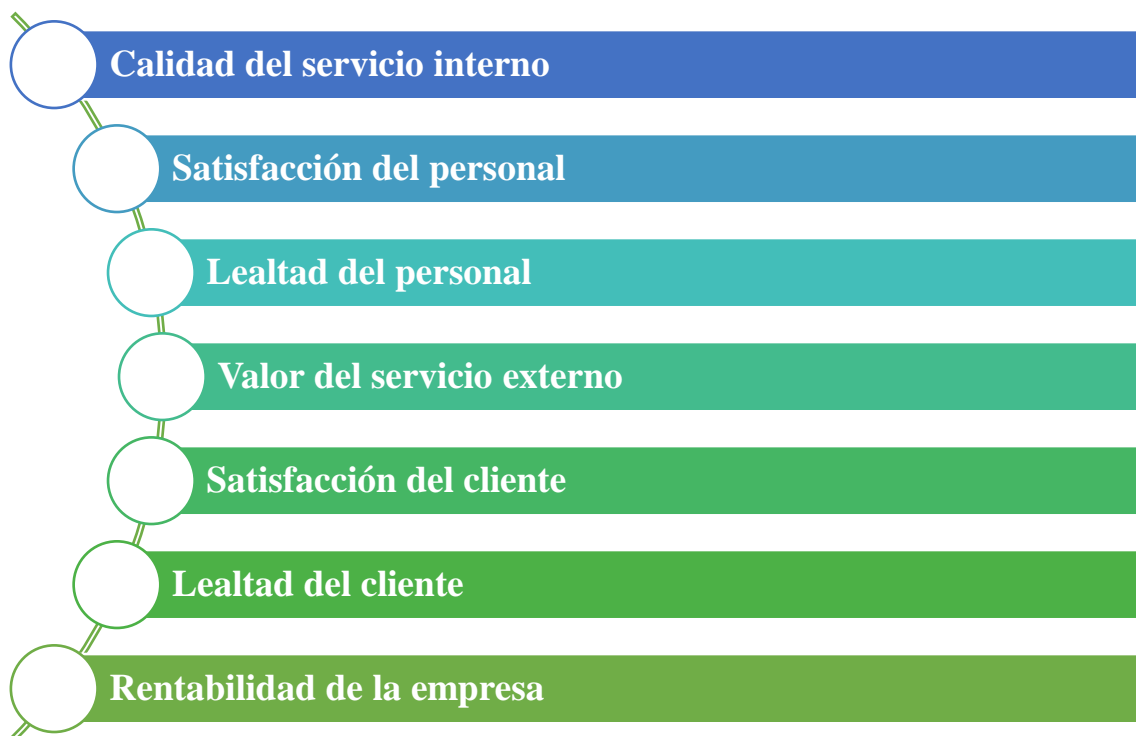 Calidad del servicio interno
Satisfacción del personal
Lealtad del personal
Valor del servicio externo
Satisfacción del cliente
Lealtad del cliente
Rentabilidad de la empresa